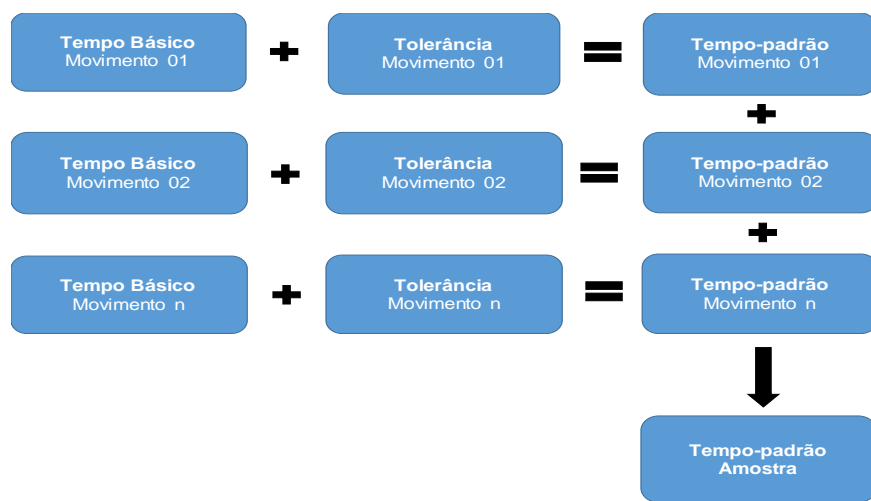 Tempo Básico
Movimento 01
+
Tolerância
Movimento 01
=
Tempo-padrão
Movimento 01
+
Tempo Básico
Movimento 02
+
Tolerância
Movimento 02
=
Tempo-padrão
Movimento 02
+
Tempo Básico
Movimento n
+
Tolerância
Movimento n
=
Tempo-padrão
Movimento n
Tempo-padrão
Amostra